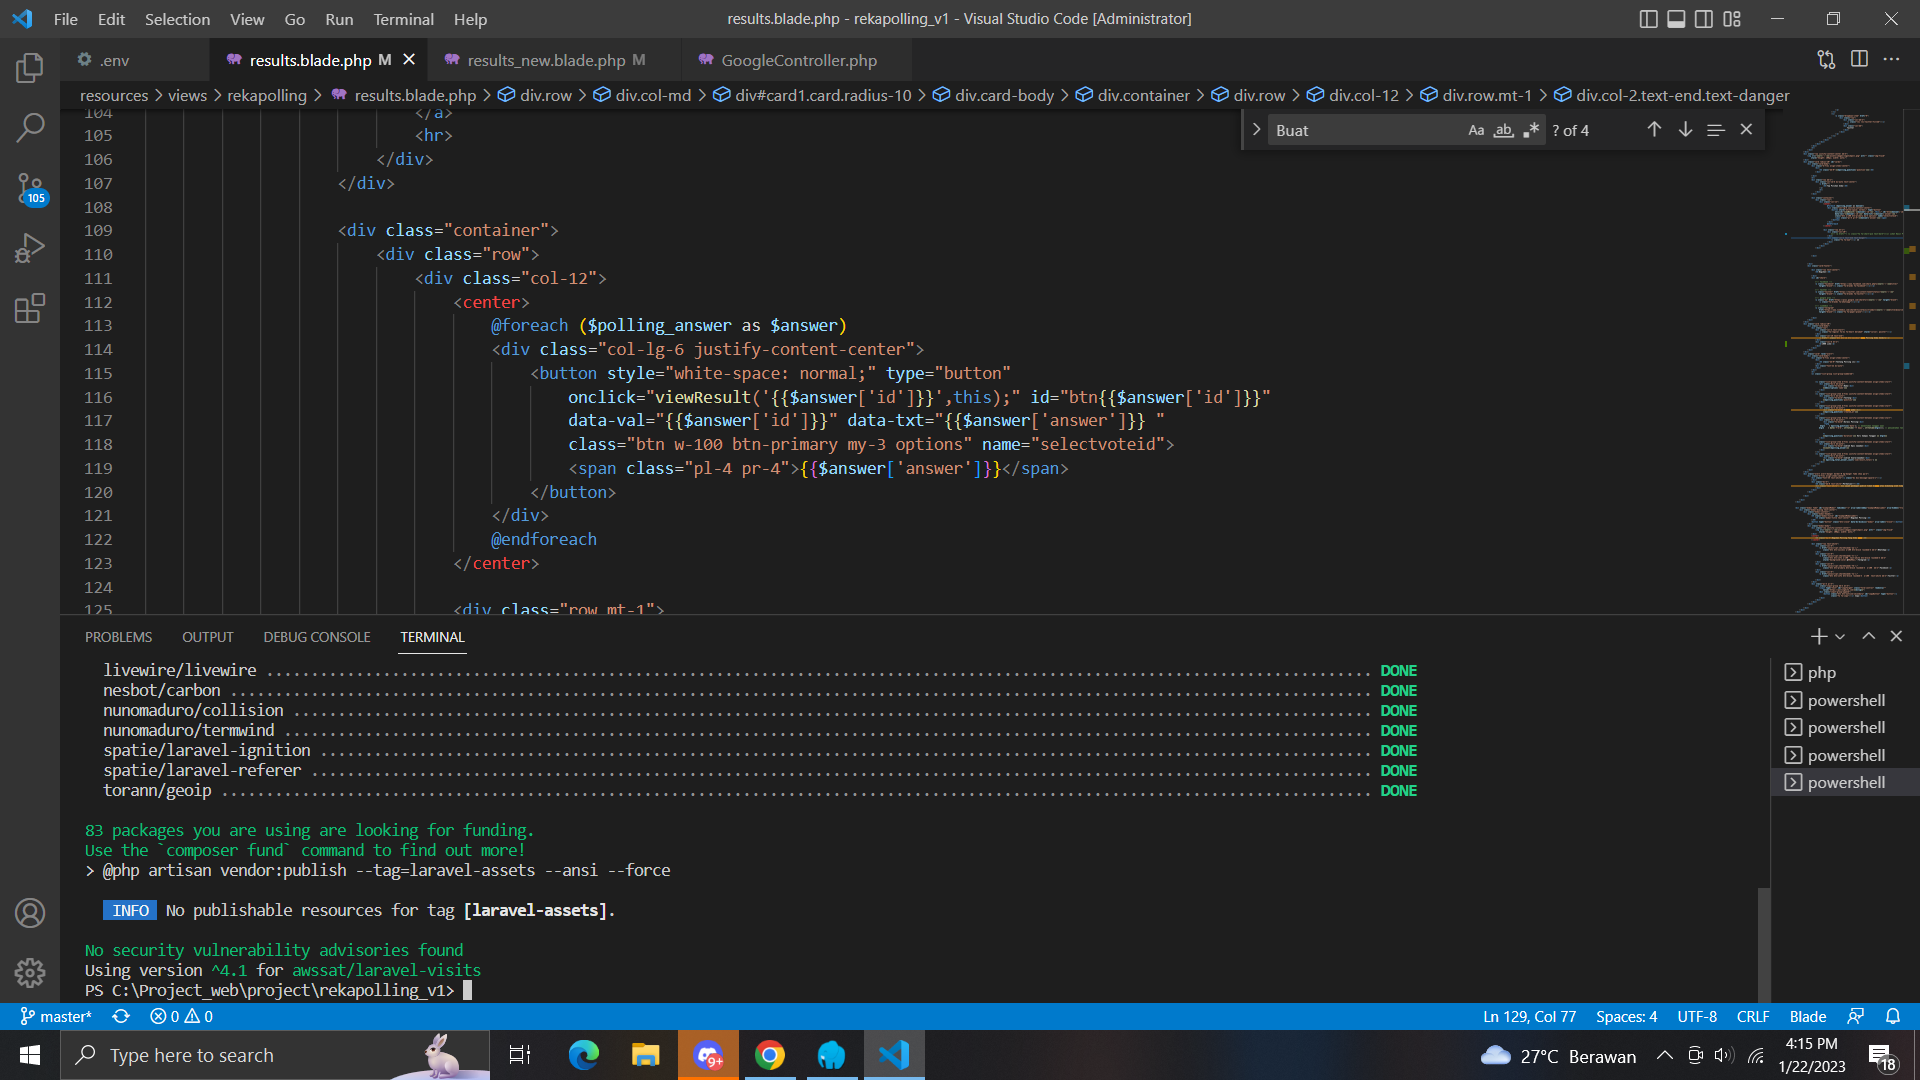 File Edit Selection View Go Run Terminal Help
results.blade.php - rekapolling_v1 - Visual Studio Code [Administrator]
.env
results.blade.php M
results_new.blade.php M
GoogleController.php
resources > views > rekapolling > results.blade.php > div.row > div.col-md > div#card1.card.radius-10 > div.card-body > div.container > div.row > div.col-12 > div.row.mt-1 > div.col-2.text-end.text-danger
Buat
Aa ab ? of 4
104 </a>
105 <hr>
106 </div>
107 </div>
108
109 <div class="container">
110 <div class="row">
111 <div class="col-12">
112 <center>
113 @foreach ($polling_answer as $answer)
114 <div class="col-lg-6 justify-content-center">
115 <button style="white-space: normal;" type="button"
116 onclick="viewResult('{{$answer['id']}}',this);" id="btn{{$answer['id']}}"
117 data-val="{{$answer['id']}}" data-txt="{{$answer['answer']}} "
118 class="btn w-100 btn-primary my-3 options" name="selectvoteid">
119 <span class="pl-4 pr-4">{{$answer['answer']}}</span>
120 </button>
121 </div>
122 @endforeach
123 </center>
124
125 <div class="row mt-1">
105
PROBLEMS OUTPUT DEBUG CONSOLE TERMINAL
livewire/livewire ........ DONE
nesbot/carbon ........ DONE
nunomaduro/collision ........ DONE
nunomaduro/termwind ........ DONE
spatie/laravel-ignition ........ DONE
spatie/laravel-referer ........ DONE
torann/geoip ........ DONE
83 packages you are using are looking for funding.
Use the `composer fund` command to find out more!
> @php artisan vendor:publish --tag=laravel-assets --ansi --force
INFO No publishable resources for tag [laravel-assets].
No security vulnerability advisories found
Using version ^4.1 for awssat/laravel-visits
PS C:\Project_web\project\rekapolling_v1>
php
powershell
powershell
powershell
powershell
master* 0 0
Ln 129, Col 77 Spaces: 4 UTF-8 CRLF Blade
Type here to search
9+
27°C Berawan
4:15 PM
1/22/2023
18